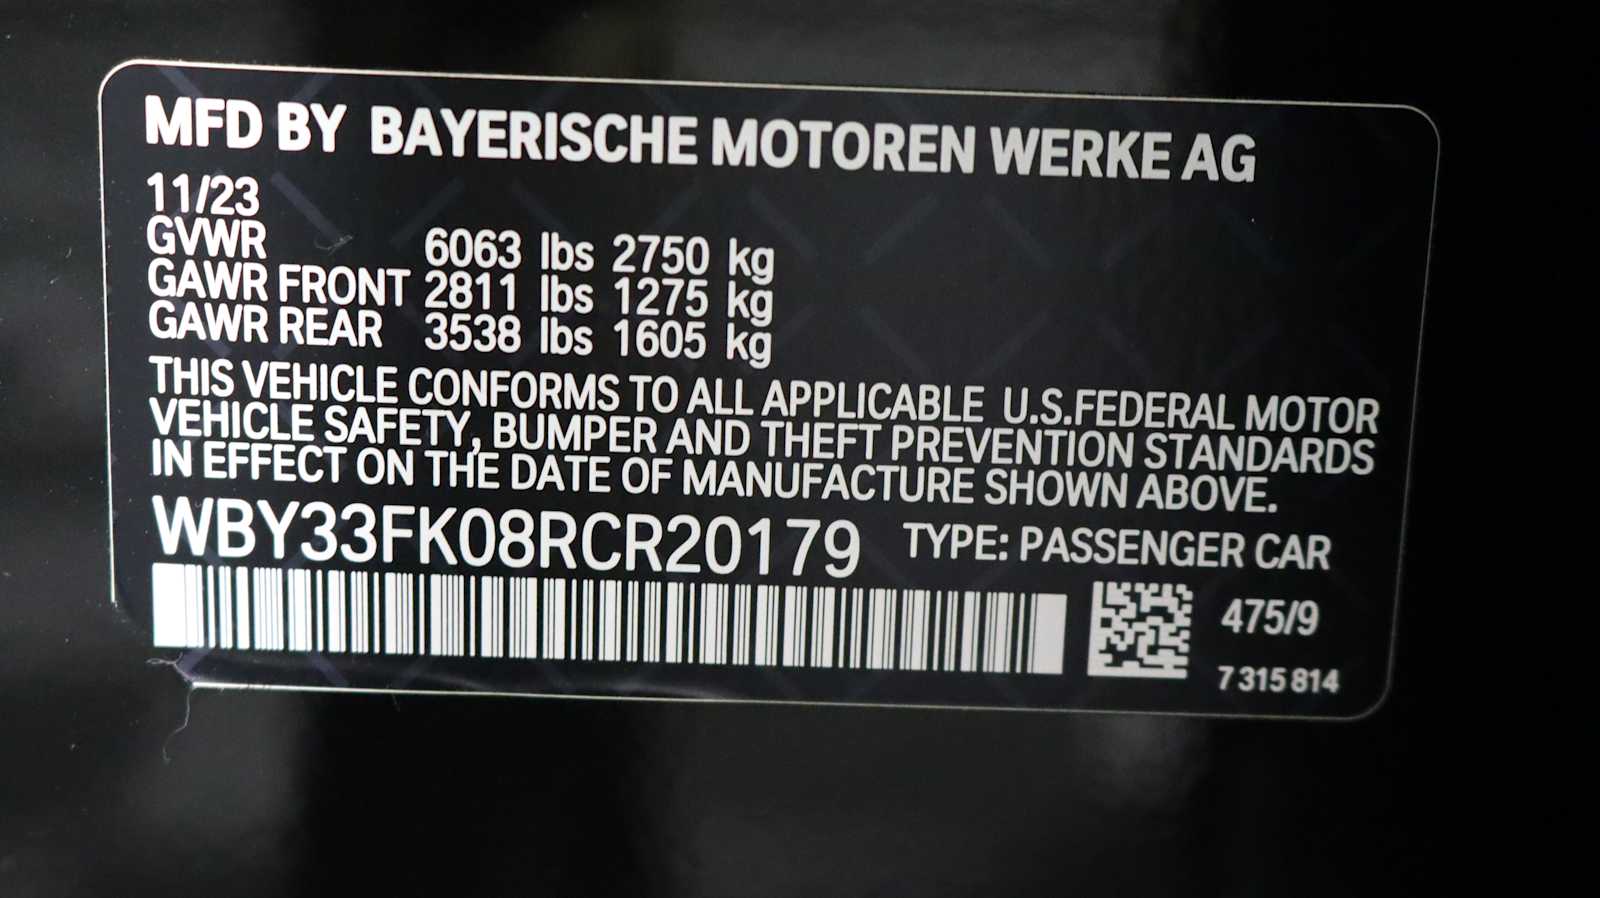 MFD BY BAYERISCHE MOTOREN WERKE AG
11/23
GVWR 6063 lbs 2750 kg
GAWR FRONT 2811 lbs 1275 kg
GAWR REAR 3538 lbs 1605 kg
THIS VEHICLE CONFORMS TO ALL APPLICABLE U.S.FEDERAL MOTOR
VEHICLE SAFETY, BUMPER AND THEFT PREVENTION STANDARDS
IN EFFECT ON THE DATE OF MANUFACTURE SHOWN ABOVE.
WBY33FK08RCR20179 TYPE: PASSENGER CAR
475/9
7 315 814